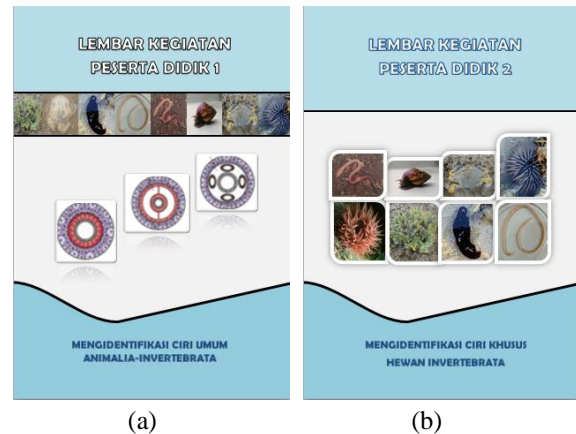 LEMBAR KEGIATAN
PESERTA DIDIK 1
MENGIDENTIFIKASI CIRI UMUM
ANIMALIA-INVERTEBRATA
(a)
LEMBAR KEGIATAN
PESERTA DIDIK 2
MENGIDENTIFIKASI CIRI KHUSUS
HEWAN INVERTEBRATA
(b)